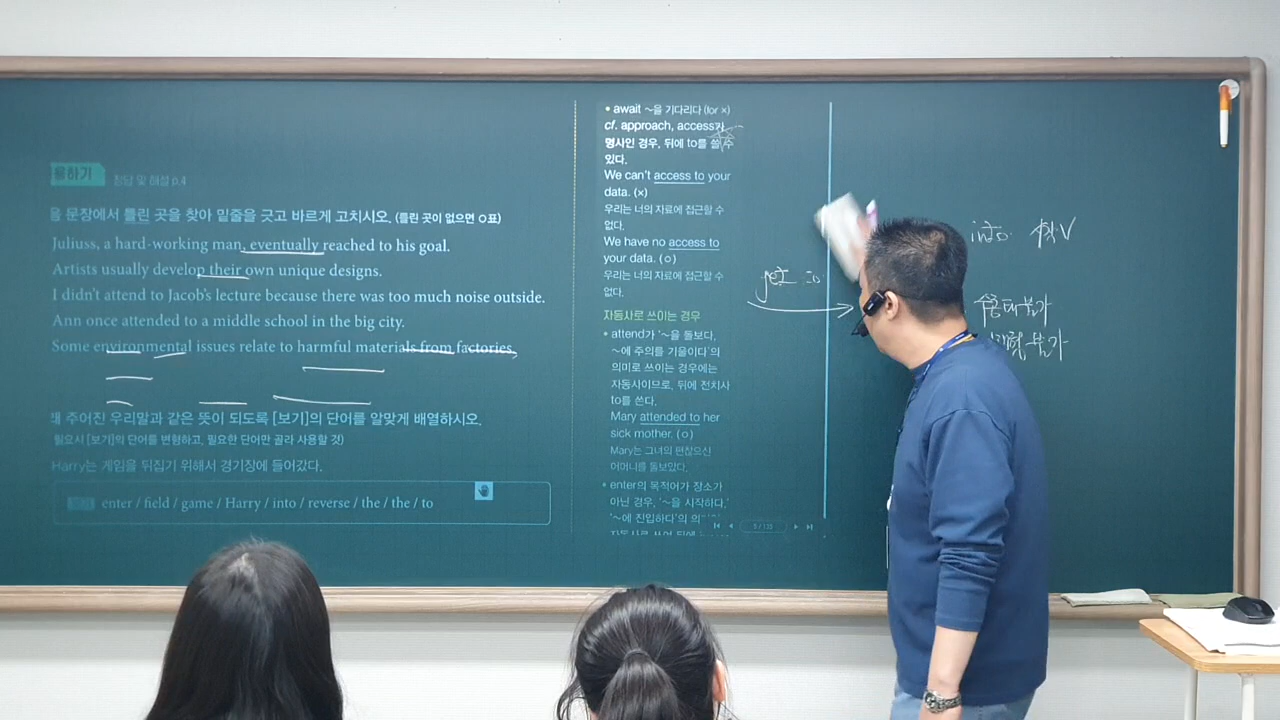 을하기
정답 및 해설 p.4
문장에서 틀린 곳을 찾아 밑줄을 긋고 바르게 고치시오. (틀린 곳이 없으면 O표)
Juliuss, a hard-working man, eventually reached to his goal.
Artists usually develop their own unique designs.
I didn't attend to Jacob's lecture because there was too much noise outside.
Ann once attended to a middle school in the big city.
Some environmental issues relate to harmful materials from factories.
주어진 우리말과 같은 뜻이 되도록 [보기]의 단어를 알맞게 배열하시오.
필요시 [보기]의 단어를 변형하고, 필요한 단어만 골라 사용할 것)
Harry는 게임을 뒤집기 위해서 경기장에 들어갔다.
enter / field / game / Harry / into / reverse / the / the / to
• await ~을 기다리다 (for ×)
cf. approach, access가
명사인 경우, 뒤에 to를 쓸 수
있다.
We can't access to your
data. (×)
우리는 너의 자료에 접근할 수
없다.
We have no access to
your data. (○)
우리는 너의 자료에 접근할 수
없다.
자동사로 쓰이는 경우
• attend가 '~을 돌보다,
~에 주의를 기울이다'의
의미로 쓰이는 경우에는
자동사이므로, 뒤에 전치사
to를 쓴다.
Mary attended to her
sick mother. (○)
Mary는 그녀의 편찮으신
어머니를 돌보았다.
• enter의 목적어가 장소가
아닌 경우, '~을 시작하다,'
'~에 진입하다'의
into